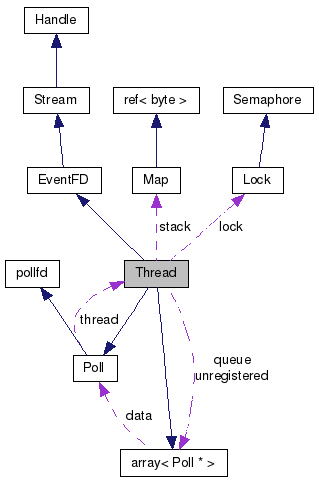 Handle
Stream
ref< byte >
Semaphore
EventFD
Map
Lock
stack
lock
pollfd
Thread
thread
Poll
queue
unregistered
data
array< Poll * >